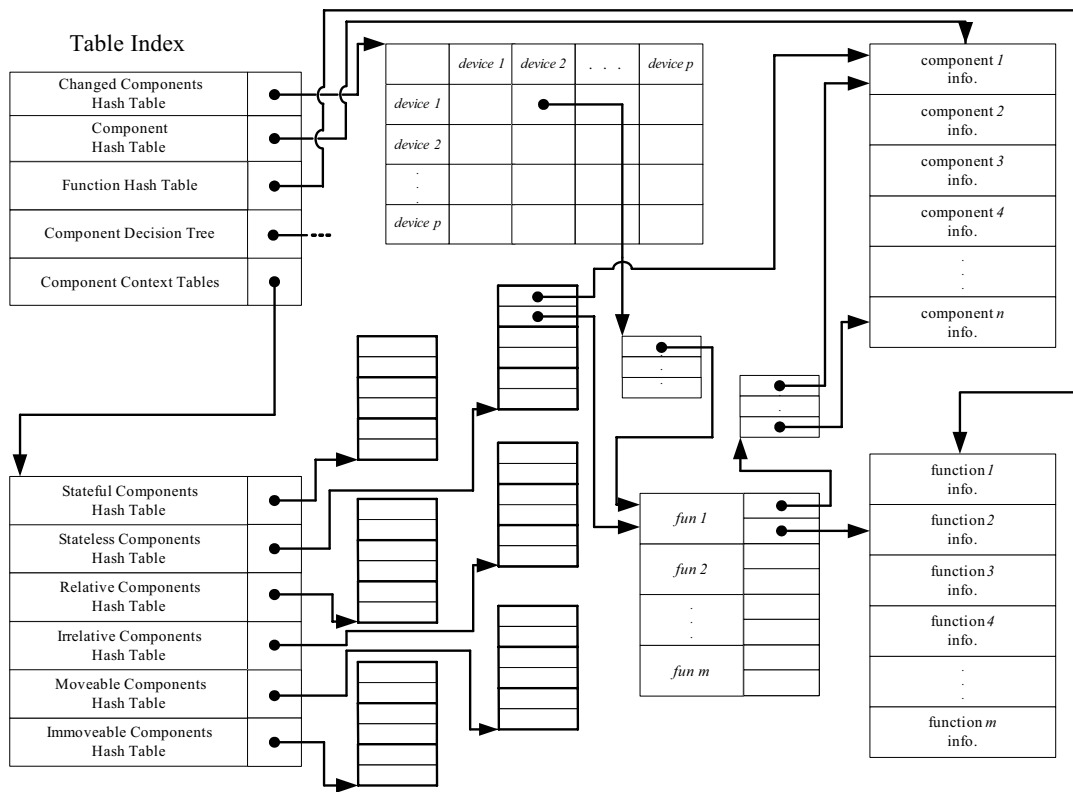 Table Index
Changed Components
Hash Table
Component
Hash Table
Function Hash Table
Component Decision Tree
Component Context Tables
device 1 device 2 . . . device p
device 1
device 2
.
.
.
device p
component 1
info.
component 2
info.
component 3
info.
component 4
info.
.
.
.
component n
info.
.
.
.
.
.
Stateful Components
Hash Table
Stateless Components
Hash Table
Relative Components
Hash Table
Irrelative Components
Hash Table
Moveable Components
Hash Table
Immoveable Components
Hash Table
fun 1
fun 2
.
.
.
fun m
function 1
info.
function 2
info.
function 3
info.
function 4
info.
.
.
.
function m
info.